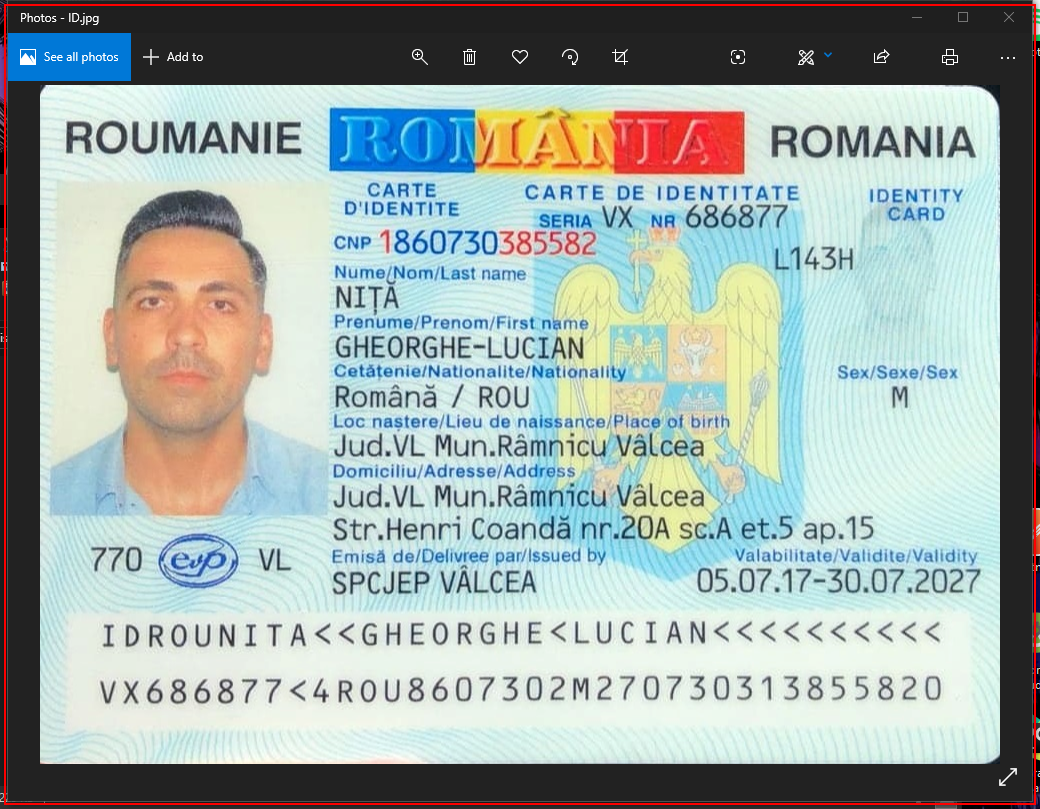 Photos - ID.jpg
See all photos
Add to
ROUMANIE ROMÂNIA ROMANIA
CARTE D'IDENTITE
CARTE DE IDENTITATE
IDENTITY CARD
SERIA VX NR 686877
CNP 1860730385582
L143H
Nume/Nom/Last name
NIȚĂ
Prenume/Prenom/First name
GHEORGHE-LUCIAN
Cetățenie/Nationalite/Nationality
Română / ROU
Sex/Sexe/Sex
M
Loc naștere/Lieu de naissance/Place of birth
Jud.VL Mun.Râmnicu Vâlcea
Domiciliu/Adresse/Address
Jud.VL Mun.Râmnicu Vâlcea
Str.Henri Coandă nr.20A sc.A et.5 ap.15
770 evp VL
Emisă de/Delivree par/Issued by
SPCJEP VÂLCEA
Valabilitate/Validite/Validity
05.07.17-30.07.2027
IDROUNITA<<GHEORGHE<LUCIAN<<<<<<<<<<
VX686877<4ROU8607302M270730313855820